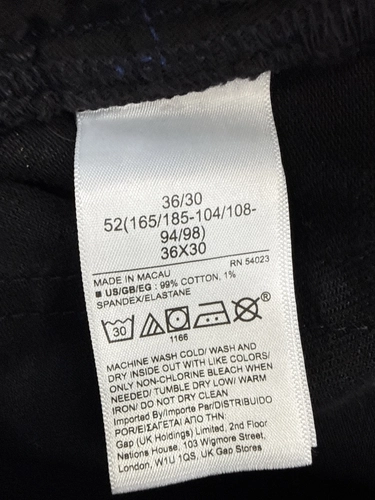 36/30
52(165/185-104/108-
94/98)
36X30
MADE IN MACAU RN 54023
■ US/GB/EG : 99% COTTON, 1%
SPANDEX/ELASTANE
30 ®
1166
MACHINE WASH COLD/ WASH AND
DRY INSIDE OUT WITH LIKE COLORS/
ONLY NON-CHLORINE BLEACH WHEN
NEEDED/ TUMBLE DRY LOW/ WARM
IRON/ DO NOT DRY CLEAN
Imported By/Importe Par/DISTRIBUIDO
POR/ΕΙΣΑΓΕΤΑΙ ΑΠΟ ΤΗΝ:
Gap (UK Holdings) Limited, 2nd Floor
Nations House, 103 Wigmore Street,
London, W1U 1QS, UK Gap Stores